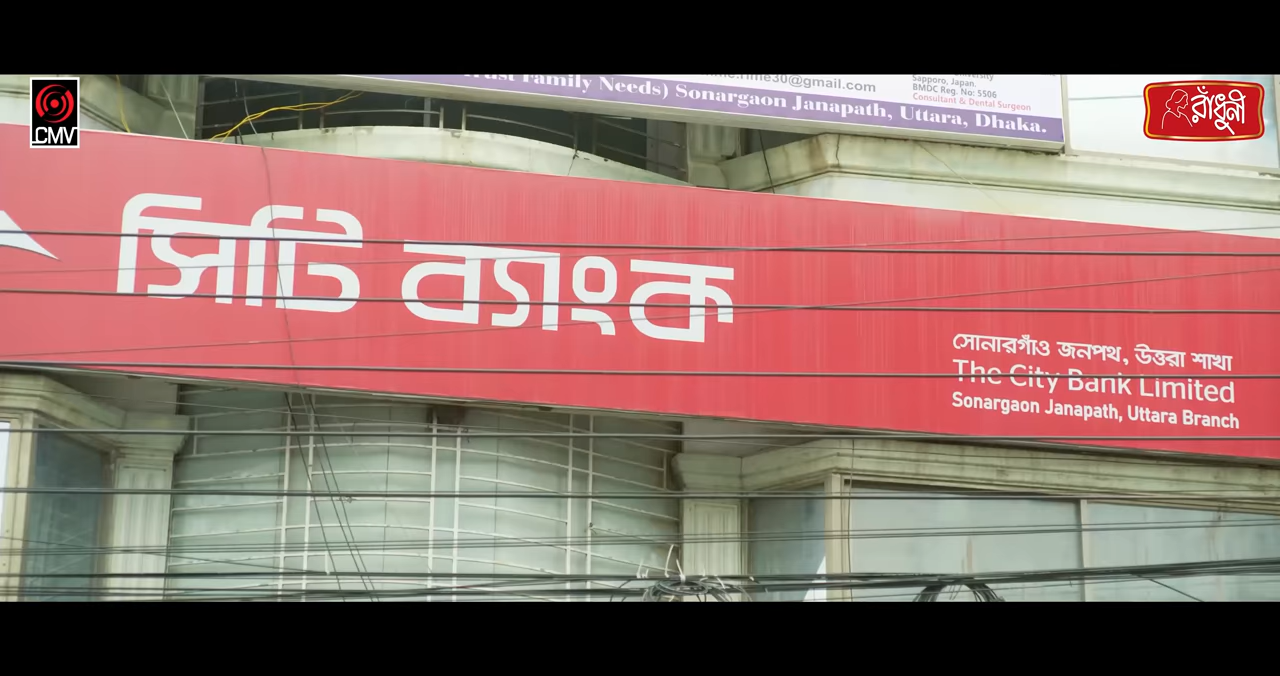 @gmail.com
Sapporo, Japan.
BMDC Reg. No: 5506
Consultant & Dental Surgeon
Family Needs) Sonargaon Janapath, Uttara, Dhaka.
CMV
রাঁধুনী
সিটি ব্যাংক
সোনারগাঁও জনপথ, উত্তরা শাখা
The City Bank Limited
Sonargaon Janapath, Uttara Branch